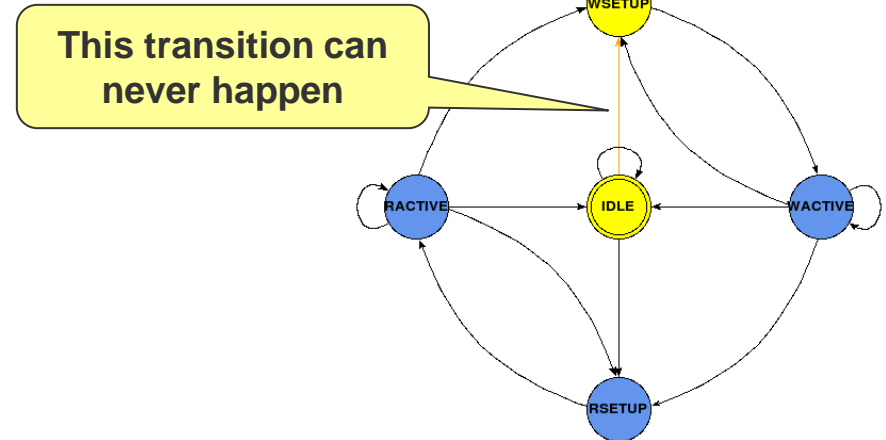 WSETUP
This transition can
never happen
RACTIVE
IDLE
WACTIVE
RSETUP